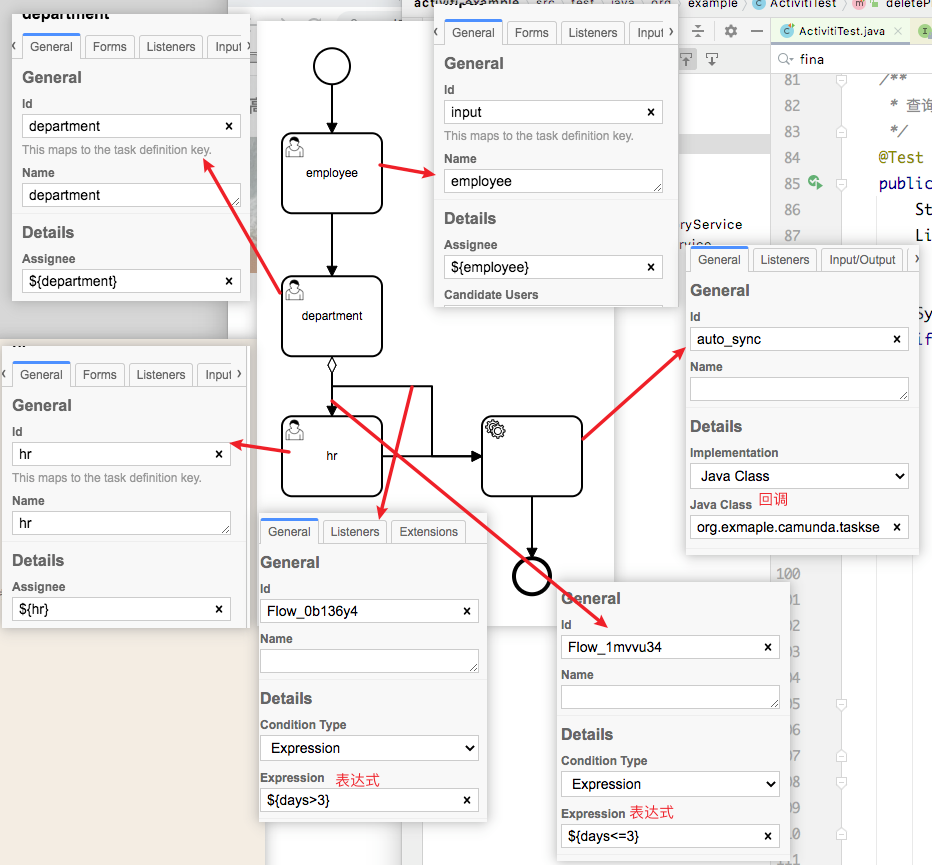 department
General
Forms
Listeners
Input
General
Id
department
This maps to the task definition key.
Name
department
Details
Assignee
${department}
employee
department
hr
General
Forms
Listeners
Input
General
Id
input
This maps to the task definition key.
Name
employee
Details
Assignee
${employee}
Candidate Users
src
test
java
org
example
ActivitiTest
deleteP
ActivitiTest.java
fina
81
/**
82
* 查询
83
*/
84
@Test
85
public
86
St
87
Li
ryService
General
Listeners
Input/Output
General
Id
auto_sync
Name
Details
Implementation
Java Class
Java Class
回调
org.exmaple.camunda.taskse
Sy
if
100
General
Forms
Listeners
Input
General
Id
hr
This maps to the task definition key.
Name
hr
Details
Assignee
${hr}
General
Listeners
Extensions
General
Id
Flow_0b136y4
Name
Details
Condition Type
Expression
Expression
表达式
${days>3}
General
Id
Flow_1mvvu34
Name
Details
Condition Type
Expression
Expression
表达式
${days<=3}